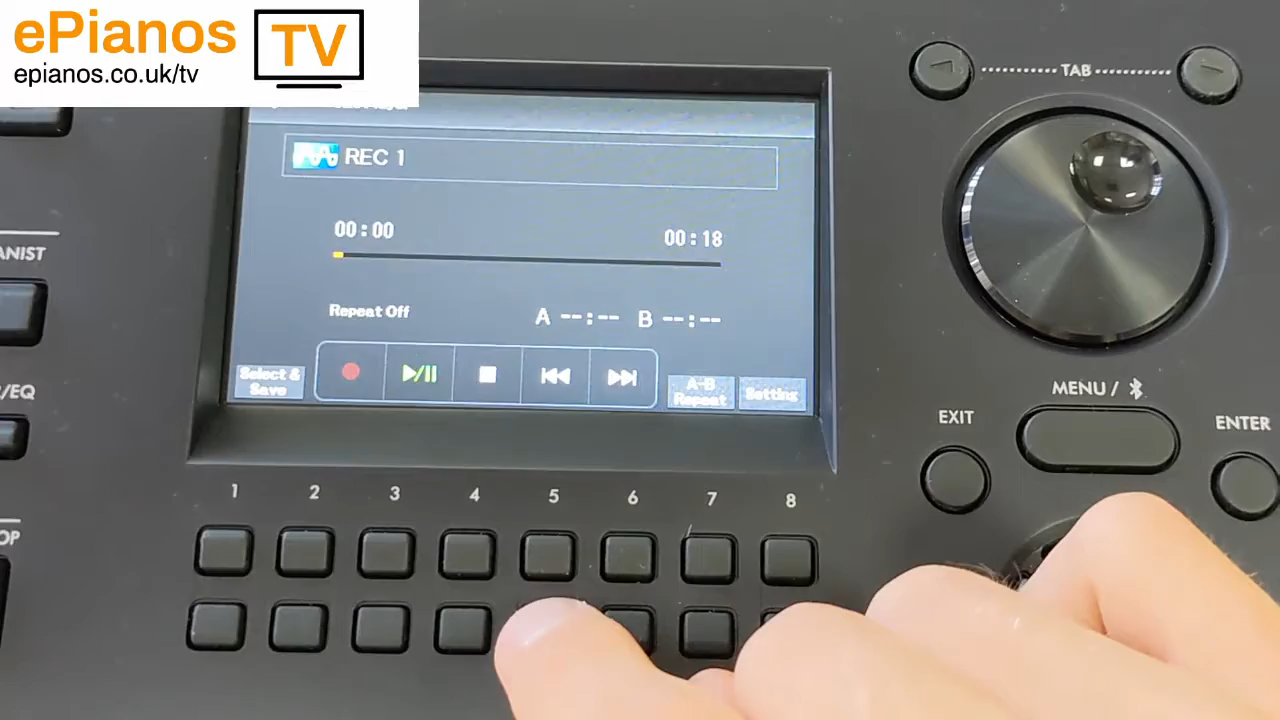 ePianos TV
epianos.co.uk/tv
TAB
REC 1
00:00
00:18
ANIST
Repeat Off
A --:-- B --:--
Select &
Save
A-B
Repeat
Setting
/EQ
MENU /
EXIT
ENTER
1 2 3 4 5 6 7 8
OP